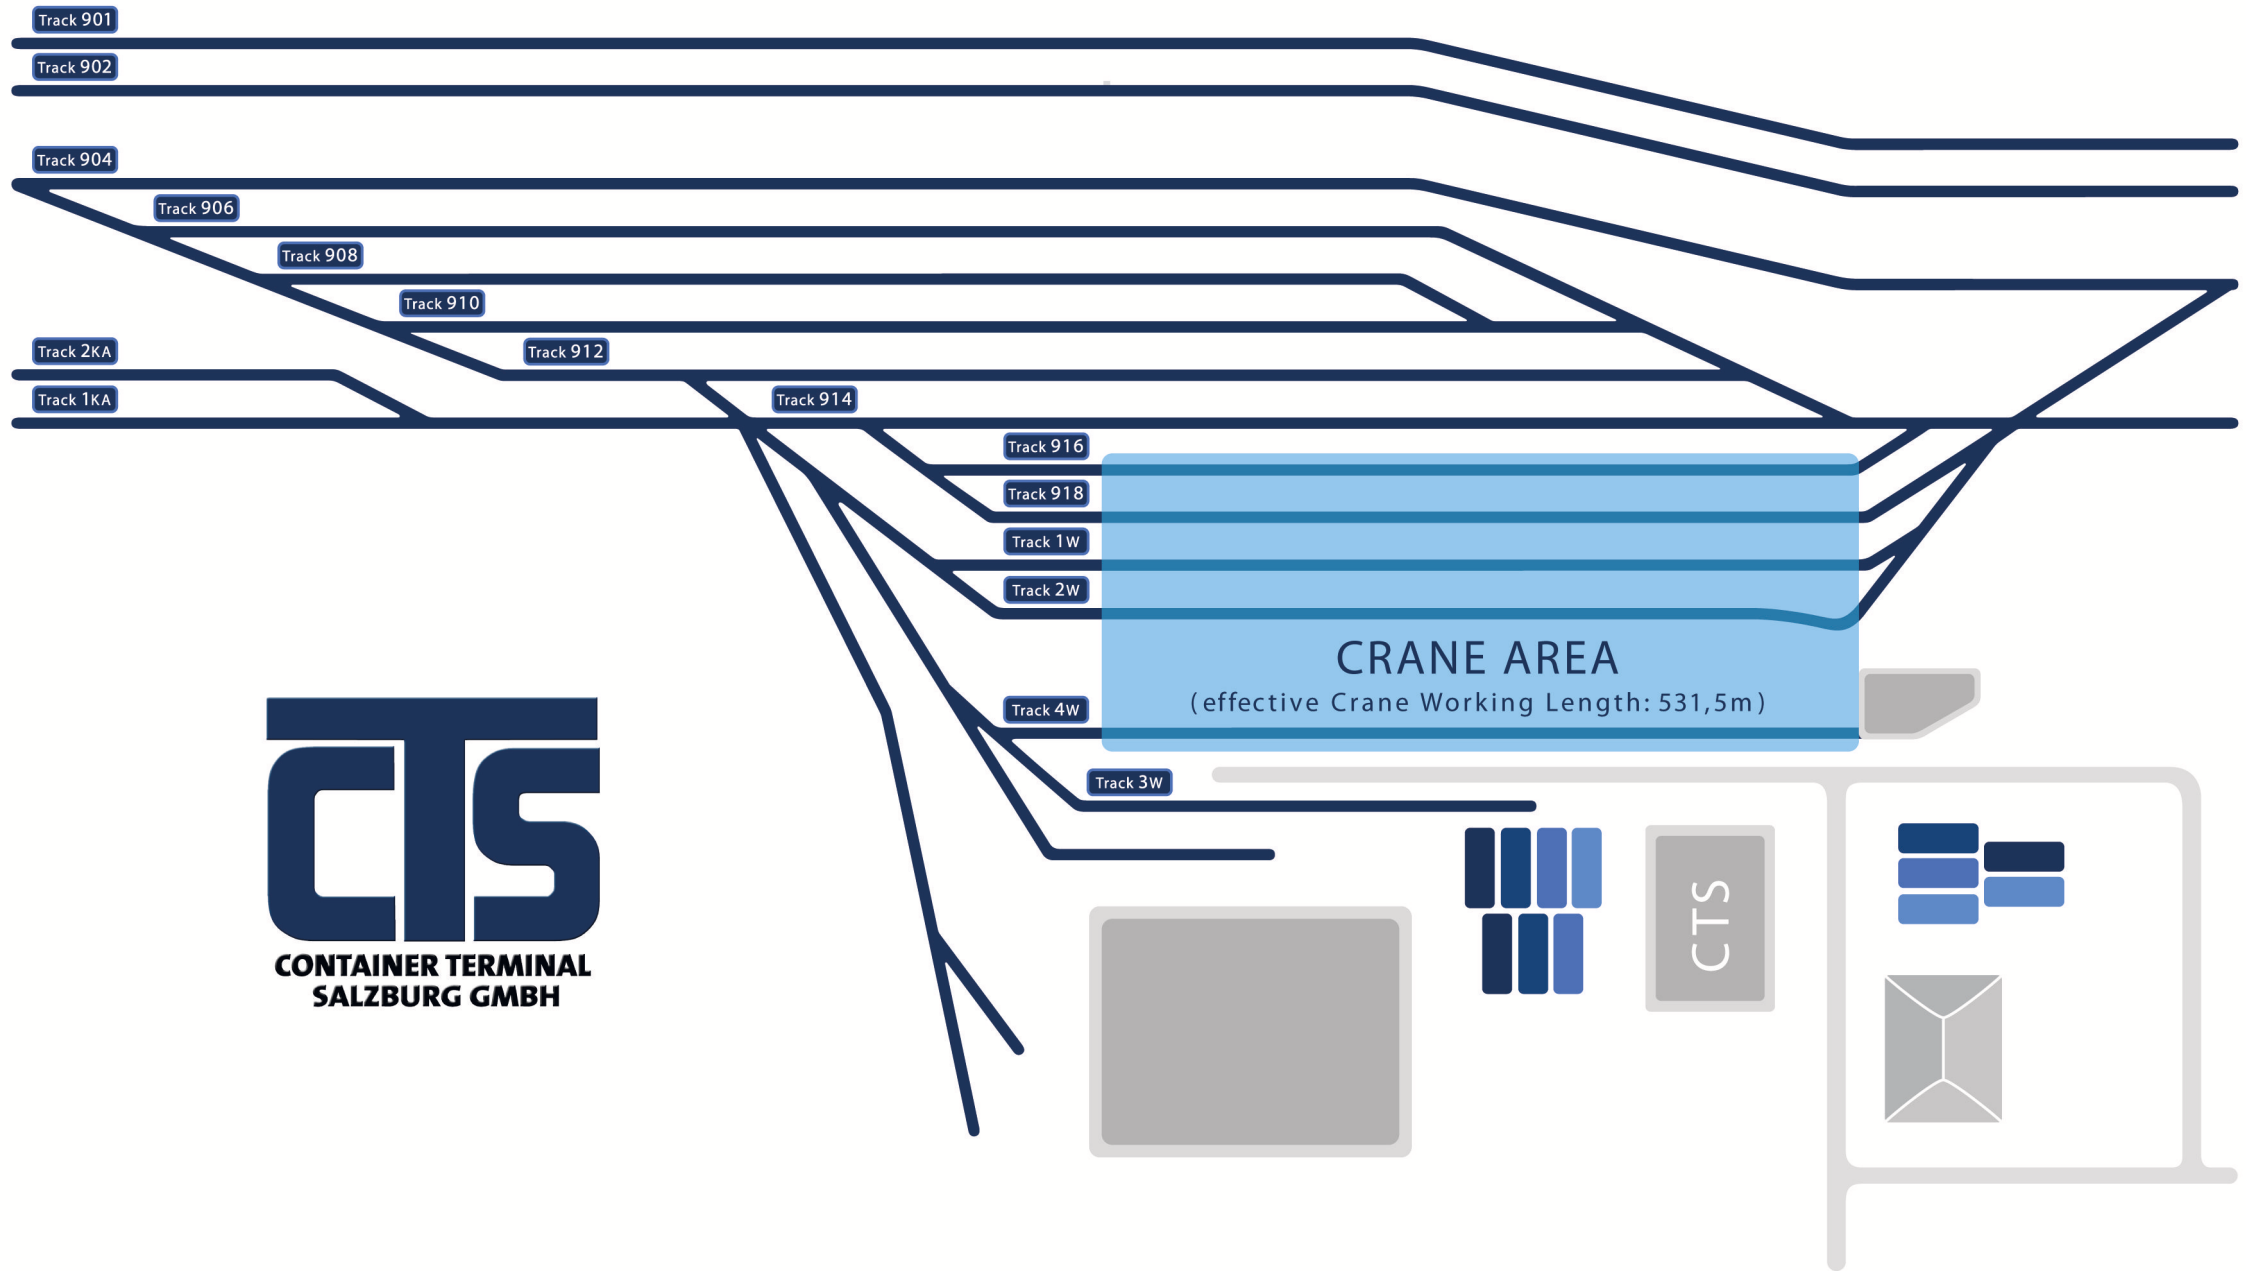 Track 901
Track 902
Track 904
Track 906
Track 908
Track 910
Track 2KA
Track 912
Track 1KA
Track 914
Track 916
Track 918
Track 1W
Track 2W
CRANE AREA
(effective Crane Working Length: 531,5m)
Track 4W
Track 3W
CTS
CONTAINER TERMINAL
SALZBURG GMBH
CTS